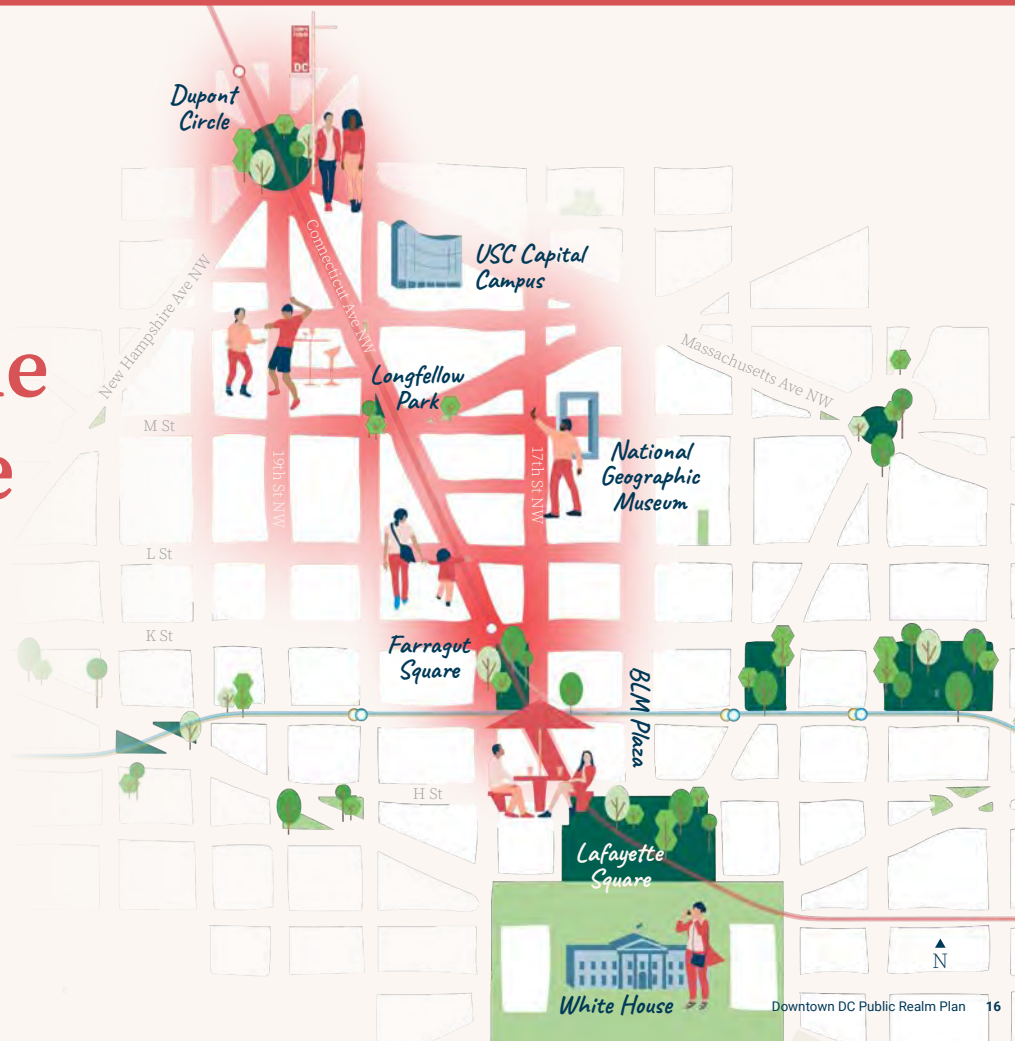 DC
Dupont
Circle
Connecticut Ave NW
USC Capital
Campus
New Hampshire Ave NW
Massachusetts Ave NW
Longfellow
Park
M St
19th St NW
17th St NW
National
Geographic
Museum
L St
K St
Farragut
Square
BLM Plaza
H St
Lafayette
Square
N
White House
Downtown DC Public Realm Plan 16